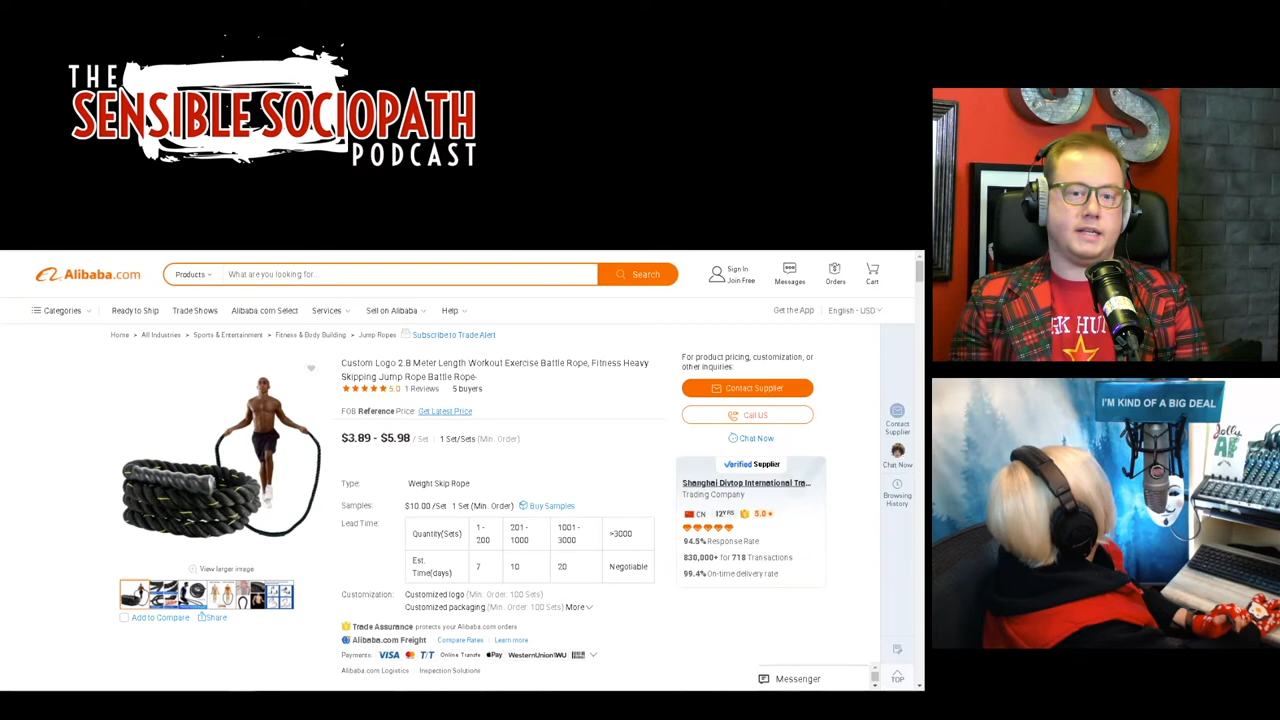 THE
SENSIBLE SOCIOPATH
PODCAST
Alibaba.com
Products
What are you looking for...
Search
Sign In
Join Free
Messages
Orders
Cart
Categories
Ready to Ship
Trade Shows
Alibaba.com Select
Services
Sell on Alibaba
Help
Get the App
English - USD
Home > All Industries > Sports & Entertainment > Fitness & Body Building > Jump Ropes
Subscribe to Trade Alert
Custom Logo 2.8 Meter Length Workout Exercise Battle Rope, Fitness Heavy
Skipping Jump Rope Battle Rope-
5.0 1 Reviews 5 buyers
FOB Reference Price: Get Latest Price
$3.89 - $5.98 / Set 1 Set/Sets (Min. Order)
Type: Weight Skip Rope
Samples: $10.00 /Set 1 Set (Min. Order) Buy Samples
Lead Time:
Quantity(Sets) 1 - 200 201 - 1000 1001 - 3000 >3000
Est. Time(days) 7 10 20 Negotiable
Customization: Customized logo (Min. Order: 100 Sets)
Customized packaging (Min. Order: 100 Sets) More
Trade Assurance protects your Alibaba.com orders
Alibaba.com Freight Compare Rates Learn more
Payments: VISA T/T Online Transfer Pay WesternUnion WU
Alibaba.com Logistics Inspection Solutions
View larger image
Add to Compare Share
For product pricing, customization, or
other inquiries:
Contact Supplier
Call US
Chat Now
Verified Supplier
Shanghai Divtop International Tra...
Trading Company
CN 12YRS 5.0
94.5% Response Rate
830,000+ for 718 Transactions
99.4% On-time delivery rate
Contact
Supplier
Chat Now
Browsing
History
TOP
Messenger
S S
I'M KIND OF A BIG DEAL
Jolly
AF